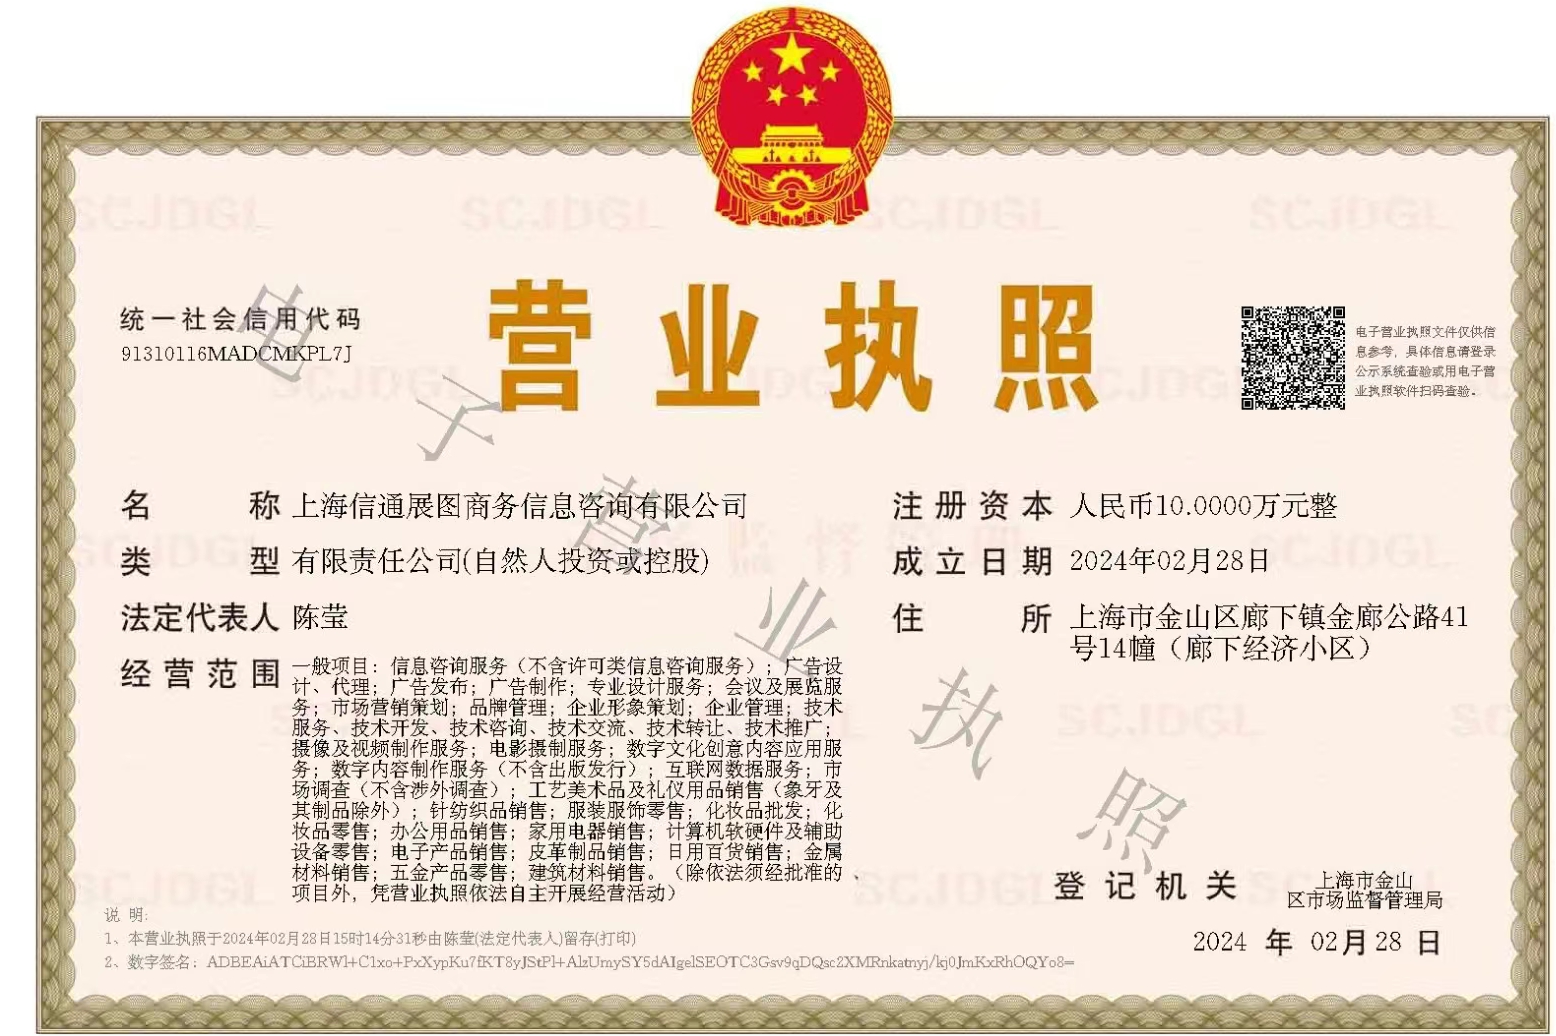 营业执照
统一社会信用代码
91310116MADCMKPL7J
电子营业执照文件仅供信
息参考，具体信息请登录
公示系统查验或用电子营
业执照软件扫码查验。
名 称 上海信通展图商务信息咨询有限公司
类 型 有限责任公司(自然人投资或控股)
法定代表人 陈莹
经营范围 一般项目：信息咨询服务（不含许可类信息咨询服务）；广告设
计、代理；广告发布；广告制作；专业设计服务；会议及展览服
务；市场营销策划；品牌管理；企业形象策划；企业管理；技术
服务、技术开发、技术咨询、技术交流、技术转让、技术推广；
摄像及视频制作服务；电影摄制服务；数字文化创意内容应用服
务；数字内容制作服务（不含出版发行）；互联网数据服务；市
场调查（不含涉外调查）；工艺美术品及礼仪用品销售（象牙及
其制品除外）；针纺织品销售；服装服饰零售；化妆品批发；化
妆品零售；办公用品销售；家用电器销售；计算机软硬件及辅助
设备零售；电子产品销售；皮革制品销售；日用百货销售；金属
材料销售；五金产品零售；建筑材料销售。（除依法须经批准的
项目外，凭营业执照依法自主开展经营活动）
注册资本 人民币10.0000万元整
成立日期 2024年02月28日
住 所 上海市金山区廊下镇金廊公路41
号14幢（廊下经济小区）
登记机关 上海市金山
区市场监督管理局
2024 年 02月28 日
说 明:
1、本营业执照于2024年02月28日15时14分31秒由陈莹(法定代表人)留存(打印)
2、数字签名：ADBEAiATCiBRWl+C1xo+PxXypKu7fKT8yJStPl+AlzUmySY5dAIgelSEOTC3Gsv9qDQsc2XMRnkatnyj/kj0JmKxRhOQYo8=
电子营业执照
SCJDGL